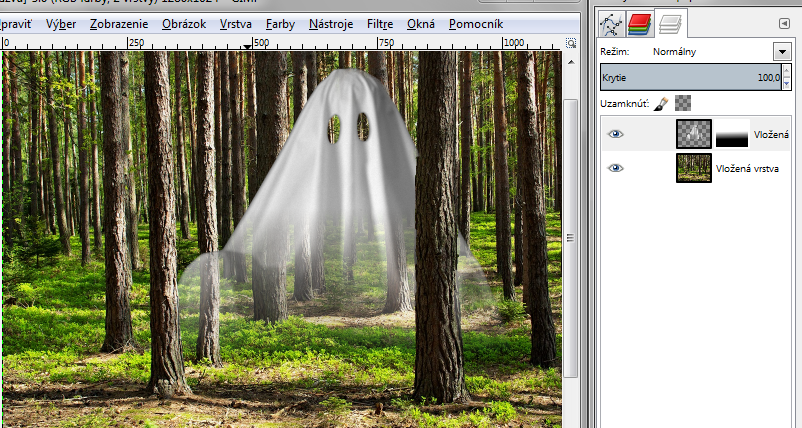 Upraviť Výber Zobrazenie Obrázok Vrstva Farby Nástroje Filtre Okná Pomocník
0 250 500 750 1000
Režim: Normálny
Krytie 100,0
Uzamknúť:
Vložená
Vložená vrstva